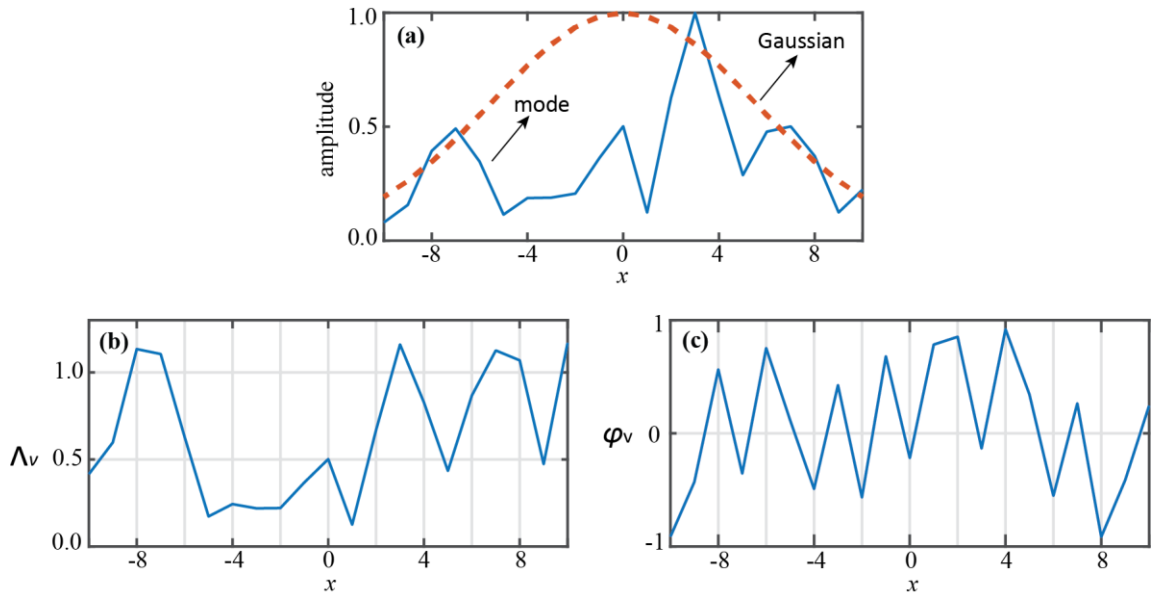 (a)
1.0
0.5
0.0
amplitude
mode
Gaussian
-8 -4 0 4 8
x
(b)
1.0
0.5
0.0
Λν
-8 -4 0 4 8
x
(c)
1
0
-1
φν
-8 -4 0 4 8
x